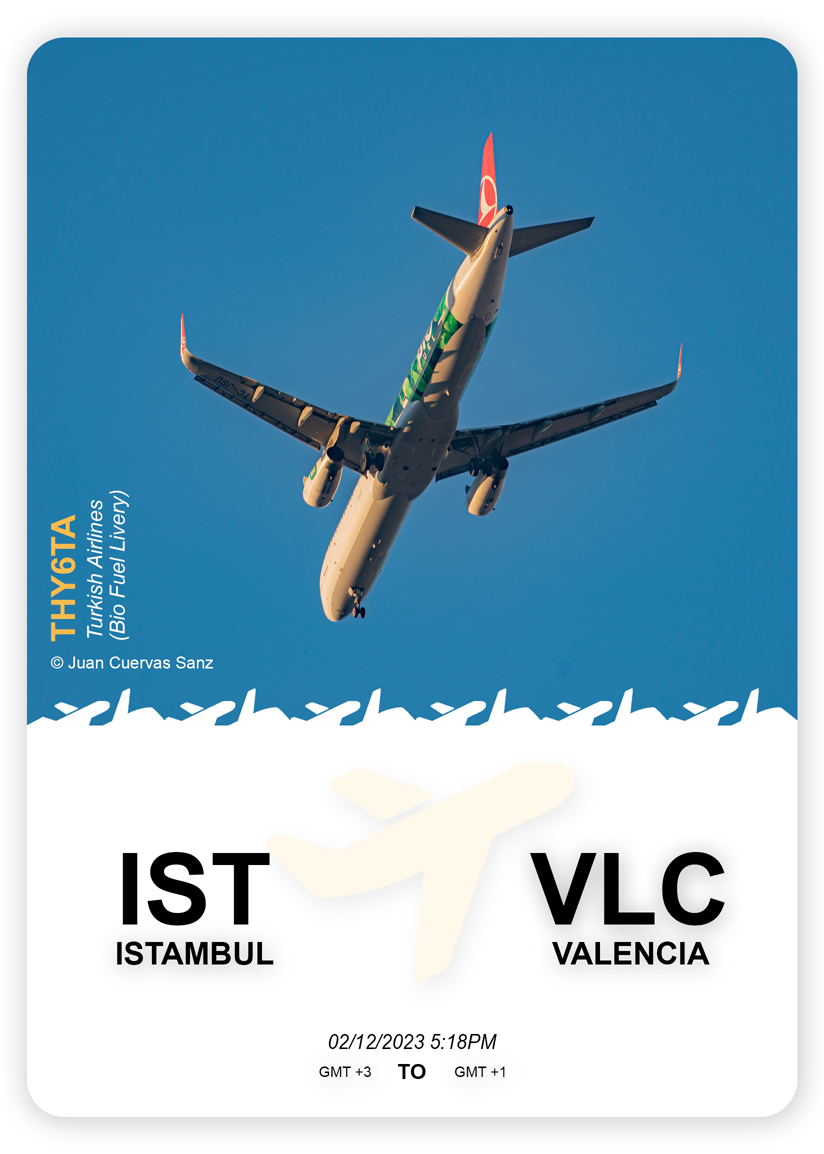 THY6TA
Turkish Airlines
(Bio Fuel Livery)
© Juan Cuervas Sanz
IST
ISTAMBUL
VLC
VALENCIA
02/12/2023 5:18PM
GMT +3 TO GMT +1